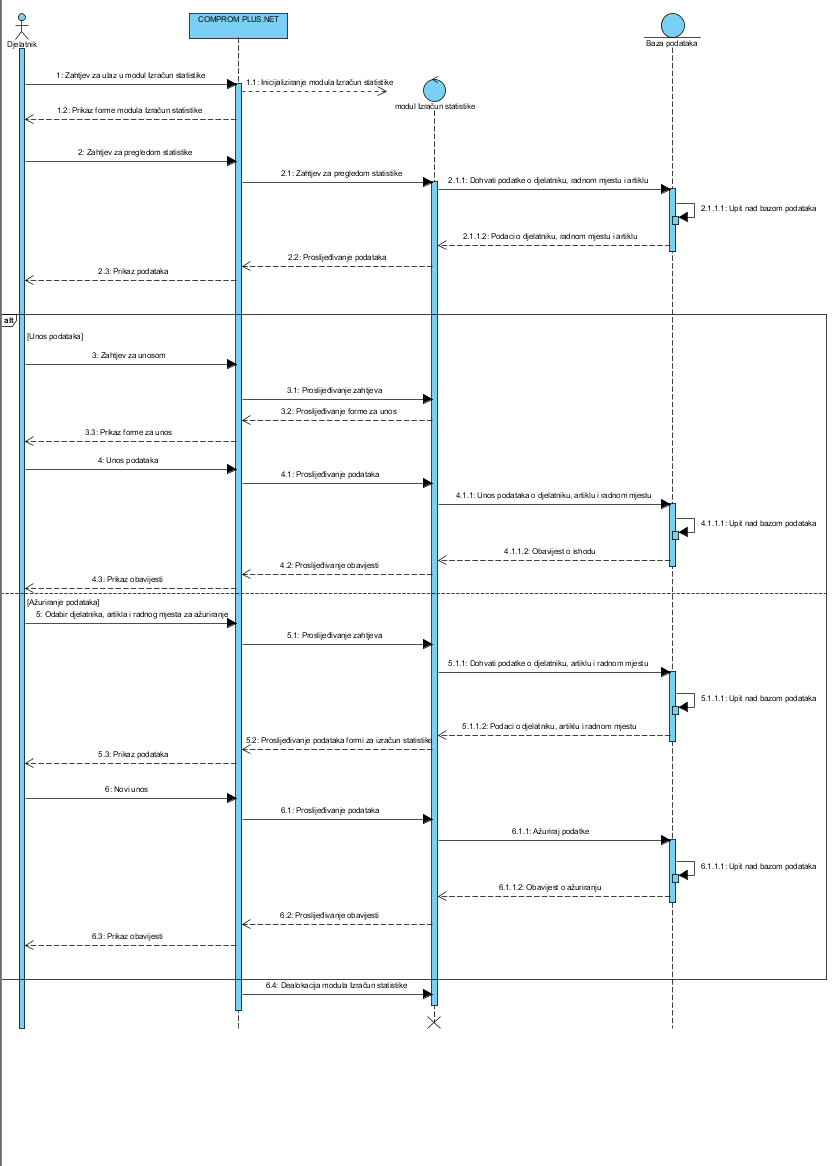 COMPROM PLUS.NET
Djelatnik
Baza podataka
1: Zahtjev za ulaz u modul Izračun statistike
1.1: Inicijaliziranje modula Izračun statistike
modul Izračun statistike
1.2: Prikaz forme modula Izračun statistike
2: Zahtjev za pregledom statistike
2.1: Zahtjev za pregledom statistike
2.1.1: Dohvati podatke o djelatniku, radnom mjestu i artiklu
2.1.1.1: Upit nad bazom podataka
2.1.1.2: Podaci o djelatniku, radnom mjestu i artiklu
2.2: Proslijeđivanje podataka
2.3: Prikaz podataka
alt
[Unos podataka]
3: Zahtjev za unosom
3.1: Proslijeđivanje zahtjeva
3.2: Proslijeđivanje forme za unos
3.3: Prikaz forme za unos
4: Unos podataka
4.1: Proslijeđivanje podataka
4.1.1: Unos podataka o djelatniku, artiklu i radnom mjestu
4.1.1.1: Upit nad bazom podataka
4.1.1.2: Obavijest o ishodu
4.2: Proslijeđivanje obavijesti
4.3: Prikaz obavijesti
[Ažuriranje podataka]
5: Odabir djelatnika, artikla i radnog mjesta za ažuriranje
5.1: Proslijeđivanje zahtjeva
5.1.1: Dohvati podatke o djelatniku, artiklu i radnom mjestu
5.1.1.1: Upit nad bazom podataka
5.1.1.2: Podaci o djelatniku, artiklu i radnom mjestu
5.2: Proslijeđivanje podataka formi za izračun statistike
5.3: Prikaz podataka
6: Novi unos
6.1: Proslijeđivanje podataka
6.1.1: Ažuriraj podatke
6.1.1.1: Upit nad bazom podataka
6.1.1.2: Obavijest o ažuriranju
6.2: Proslijeđivanje obavijesti
6.3: Prikaz obavijesti
6.4: Dealokacija modula Izračun statistike